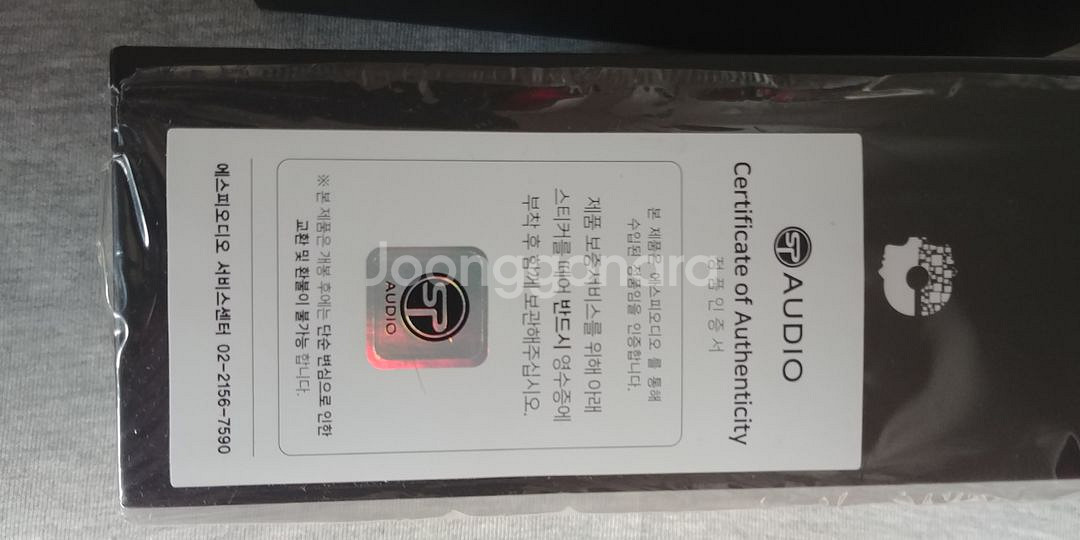 SP AUDIO
Certificate of Authenticity
정 품 인 증 서
본 제품은 에스피오디오 를 통해
수입된 정품임을 인증합니다.
제품 보증서비스를 위해 아래
스티커를 떼어 반드시 영수증에
부착 후 함께 보관해주십시오.
SP
AUDIO
※ 본 제품은 개봉 후에는 단순 변심으로 인한
교환 및 환불이 불가능 합니다.
에스피오디오 서비스센터 02-2156-7590
Joonggonara